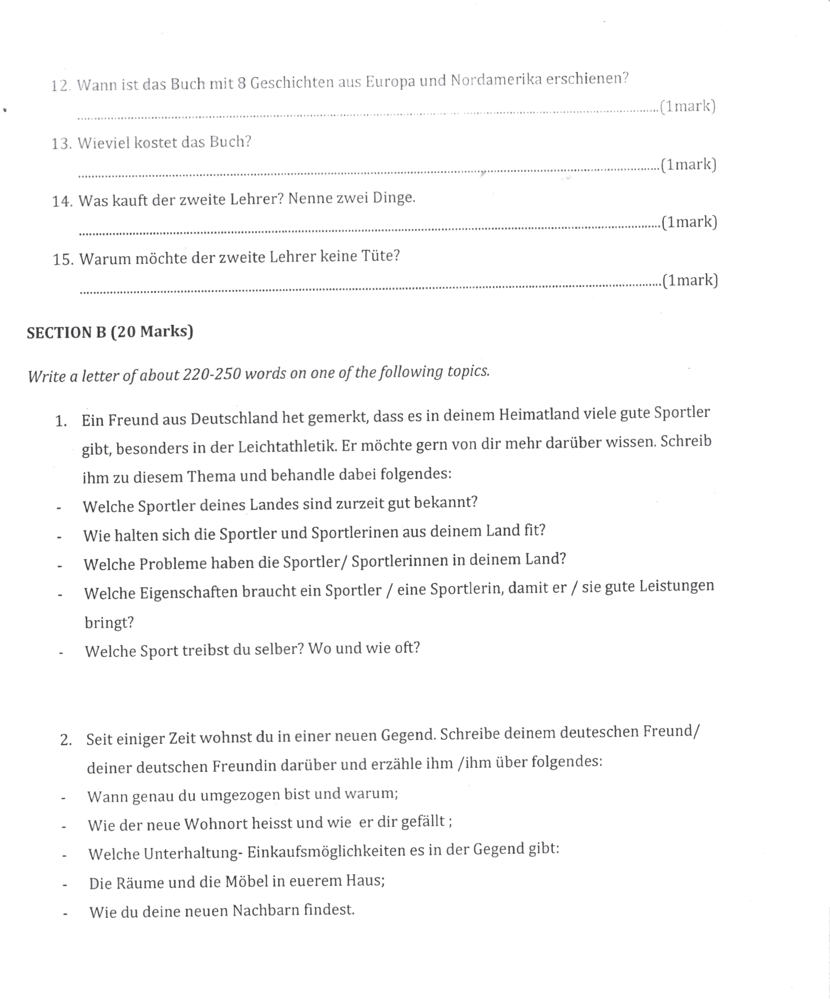 12. Wann ist das Buch mit 8 Geschichten aus Europa und Nordamerika erschienen?
........................................................................(1mark)
13. Wieviel kostet das Buch?
........................................................................(1mark)
14. Was kauft der zweite Lehrer? Nenne zwei Dinge.
........................................................................(1mark)
15. Warum möchte der zweite Lehrer keine Tüte?
........................................................................(1mark)
SECTION B (20 Marks)
Write a letter of about 220-250 words on one of the following topics.
1. Ein Freund aus Deutschland het gemerkt, dass es in deinem Heimatland viele gute Sportler
gibt, besonders in der Leichtathletik. Er möchte gern von dir mehr darüber wissen. Schreib
ihm zu diesem Thema und behandle dabei folgendes:
- Welche Sportler deines Landes sind zurzeit gut bekannt?
- Wie halten sich die Sportler und Sportlerinen aus deinem Land fit?
- Welche Probleme haben die Sportler/ Sportlerinnen in deinem Land?
- Welche Eigenschaften braucht ein Sportler / eine Sportlerin, damit er / sie gute Leistungen
bringt?
- Welche Sport treibst du selber? Wo und wie oft?
2. Seit einiger Zeit wohnst du in einer neuen Gegend. Schreibe deinem deuteschen Freund/
deiner deutschen Freundin darüber und erzähle ihm /ihm über folgendes:
- Wann genau du umgezogen bist und warum;
- Wie der neue Wohnort heisst und wie er dir gefällt ;
- Welche Unterhaltung- Einkaufsmöglichkeiten es in der Gegend gibt:
- Die Räume und die Möbel in euerem Haus;
- Wie du deine neuen Nachbarn findest.